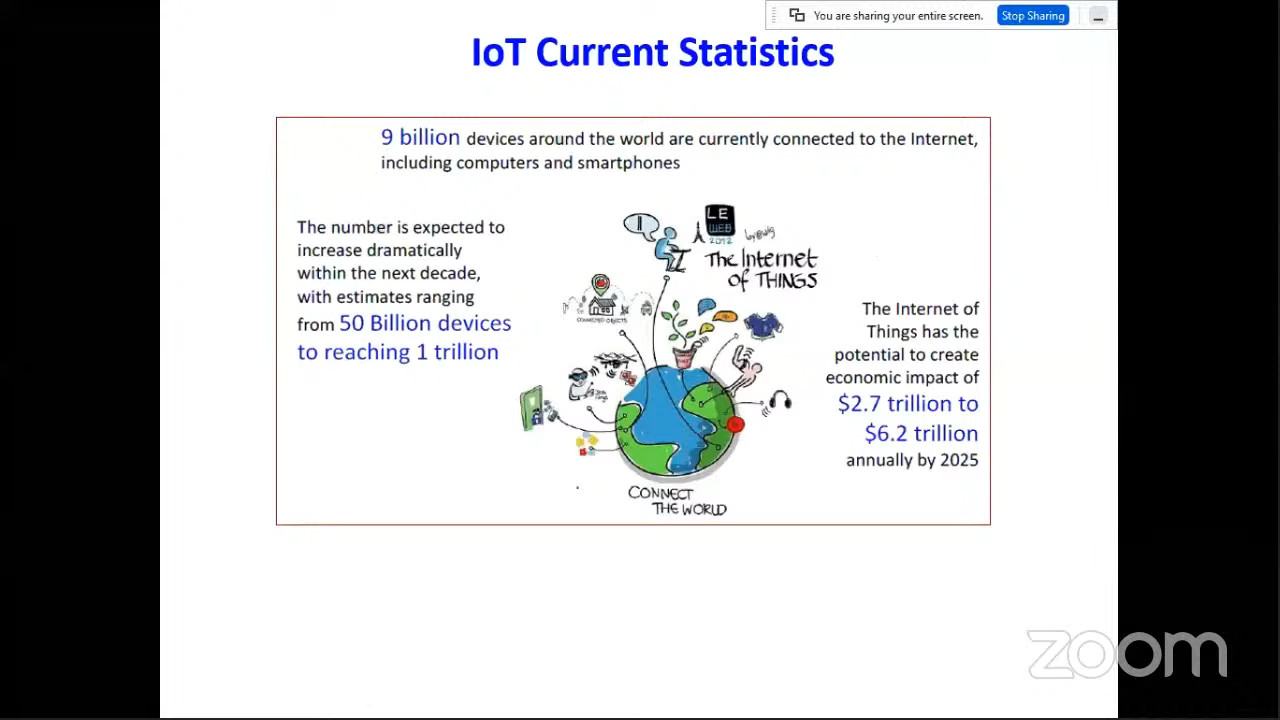 You are sharing your entire screen.
Stop Sharing
IoT Current Statistics
9 billion devices around the world are currently connected to the Internet,
including computers and smartphones
The number is expected to
increase dramatically
within the next decade,
with estimates ranging
from 50 Billion devices
to reaching 1 trillion
LE
WEB
2012
The Internet
of THINGS
CONNECTED OBJECTS
The Internet of
Things has the
potential to create
economic impact of
$2.7 trillion to
$6.2 trillion
annually by 2025
CONNECT
THE WORLD
zoom